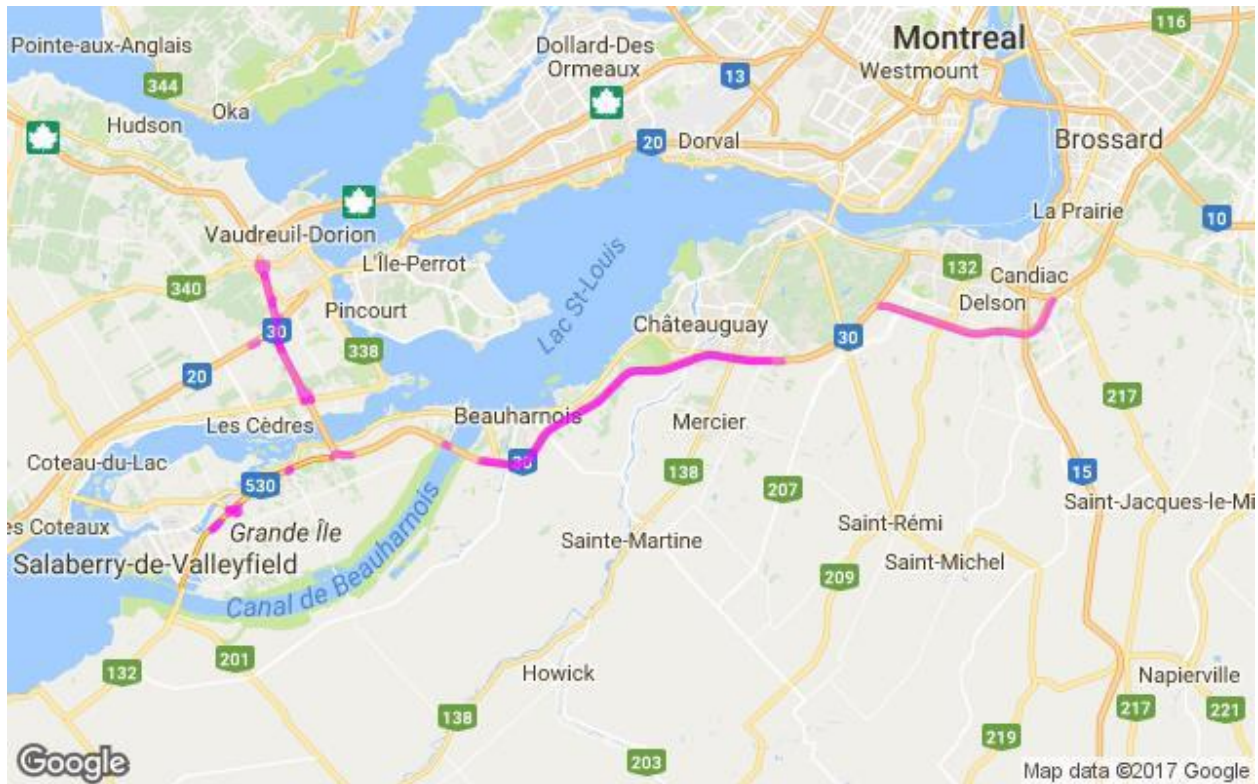 Pointe-aux-Anglais
Dollard-Des
Ormeaux
Montreal
116
344
13
Westmount
Oka
Hudson
20
Dorval
Brossard
La Prairie
10
Vaudreuil-Dorion
L'Île-Perrot
132
Candiac
340
Delson
Pincourt
Lac St-Louis
30
338
Châteauguay
30
20
217
Les Cèdres
Beauharnois
Mercier
Coteau-du-Lac
30
138
15
530
207
Saint-Jacques-le-Mi
es Coteaux
Grande Île
Saint-Rémi
Sainte-Martine
Salaberry-de-Valleyfield
Saint-Michel
Canal de Beauharnois
209
201
132
Howick
Napierville
138
217
221
219
203
Google
Map data ©2017 Google